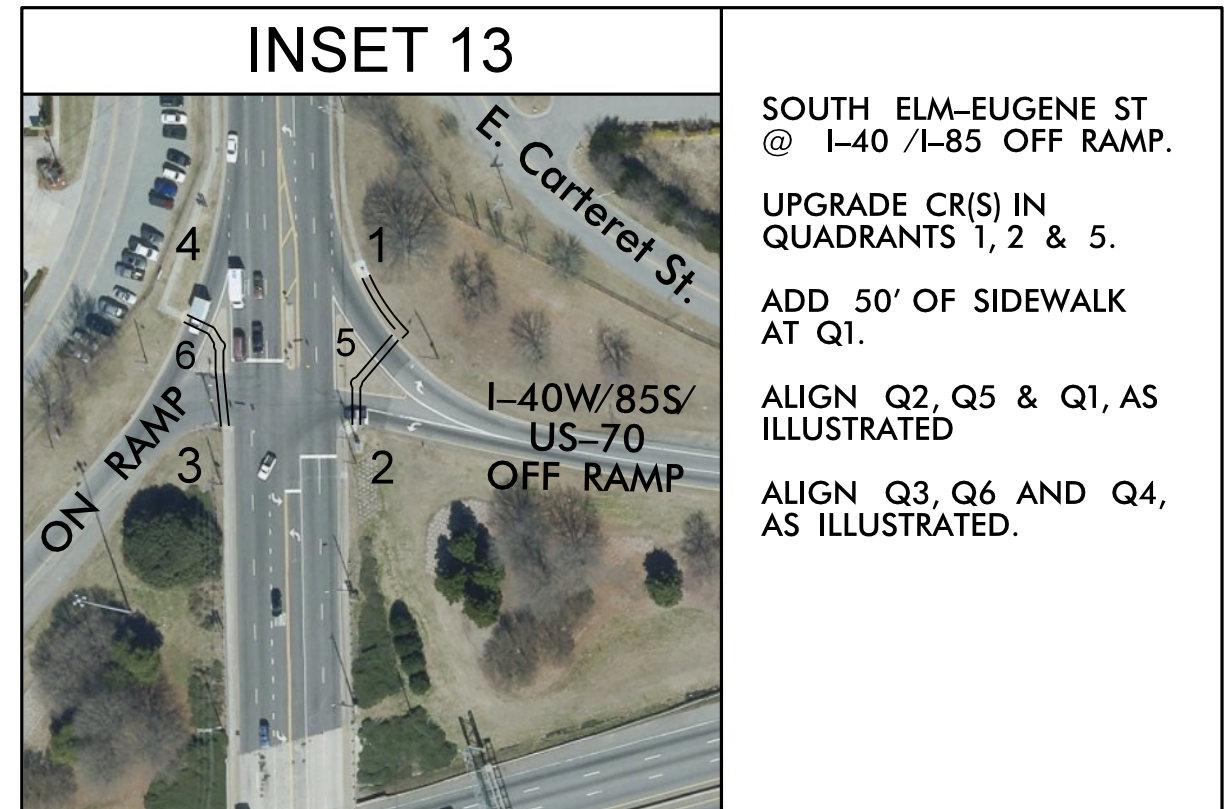 INSET 13
E. Carteret St.
4
1
6
5
ON RAMP
3
2
I–40W/85S/
US–70
OFF RAMP
SOUTH ELM–EUGENE ST
@ I–40 /I–85 OFF RAMP.
UPGRADE CR(S) IN
QUADRANTS 1, 2 & 5.
ADD 50' OF SIDEWALK
AT Q1.
ALIGN Q2, Q5 & Q1, AS
ILLUSTRATED
ALIGN Q3, Q6 AND Q4,
AS ILLUSTRATED.